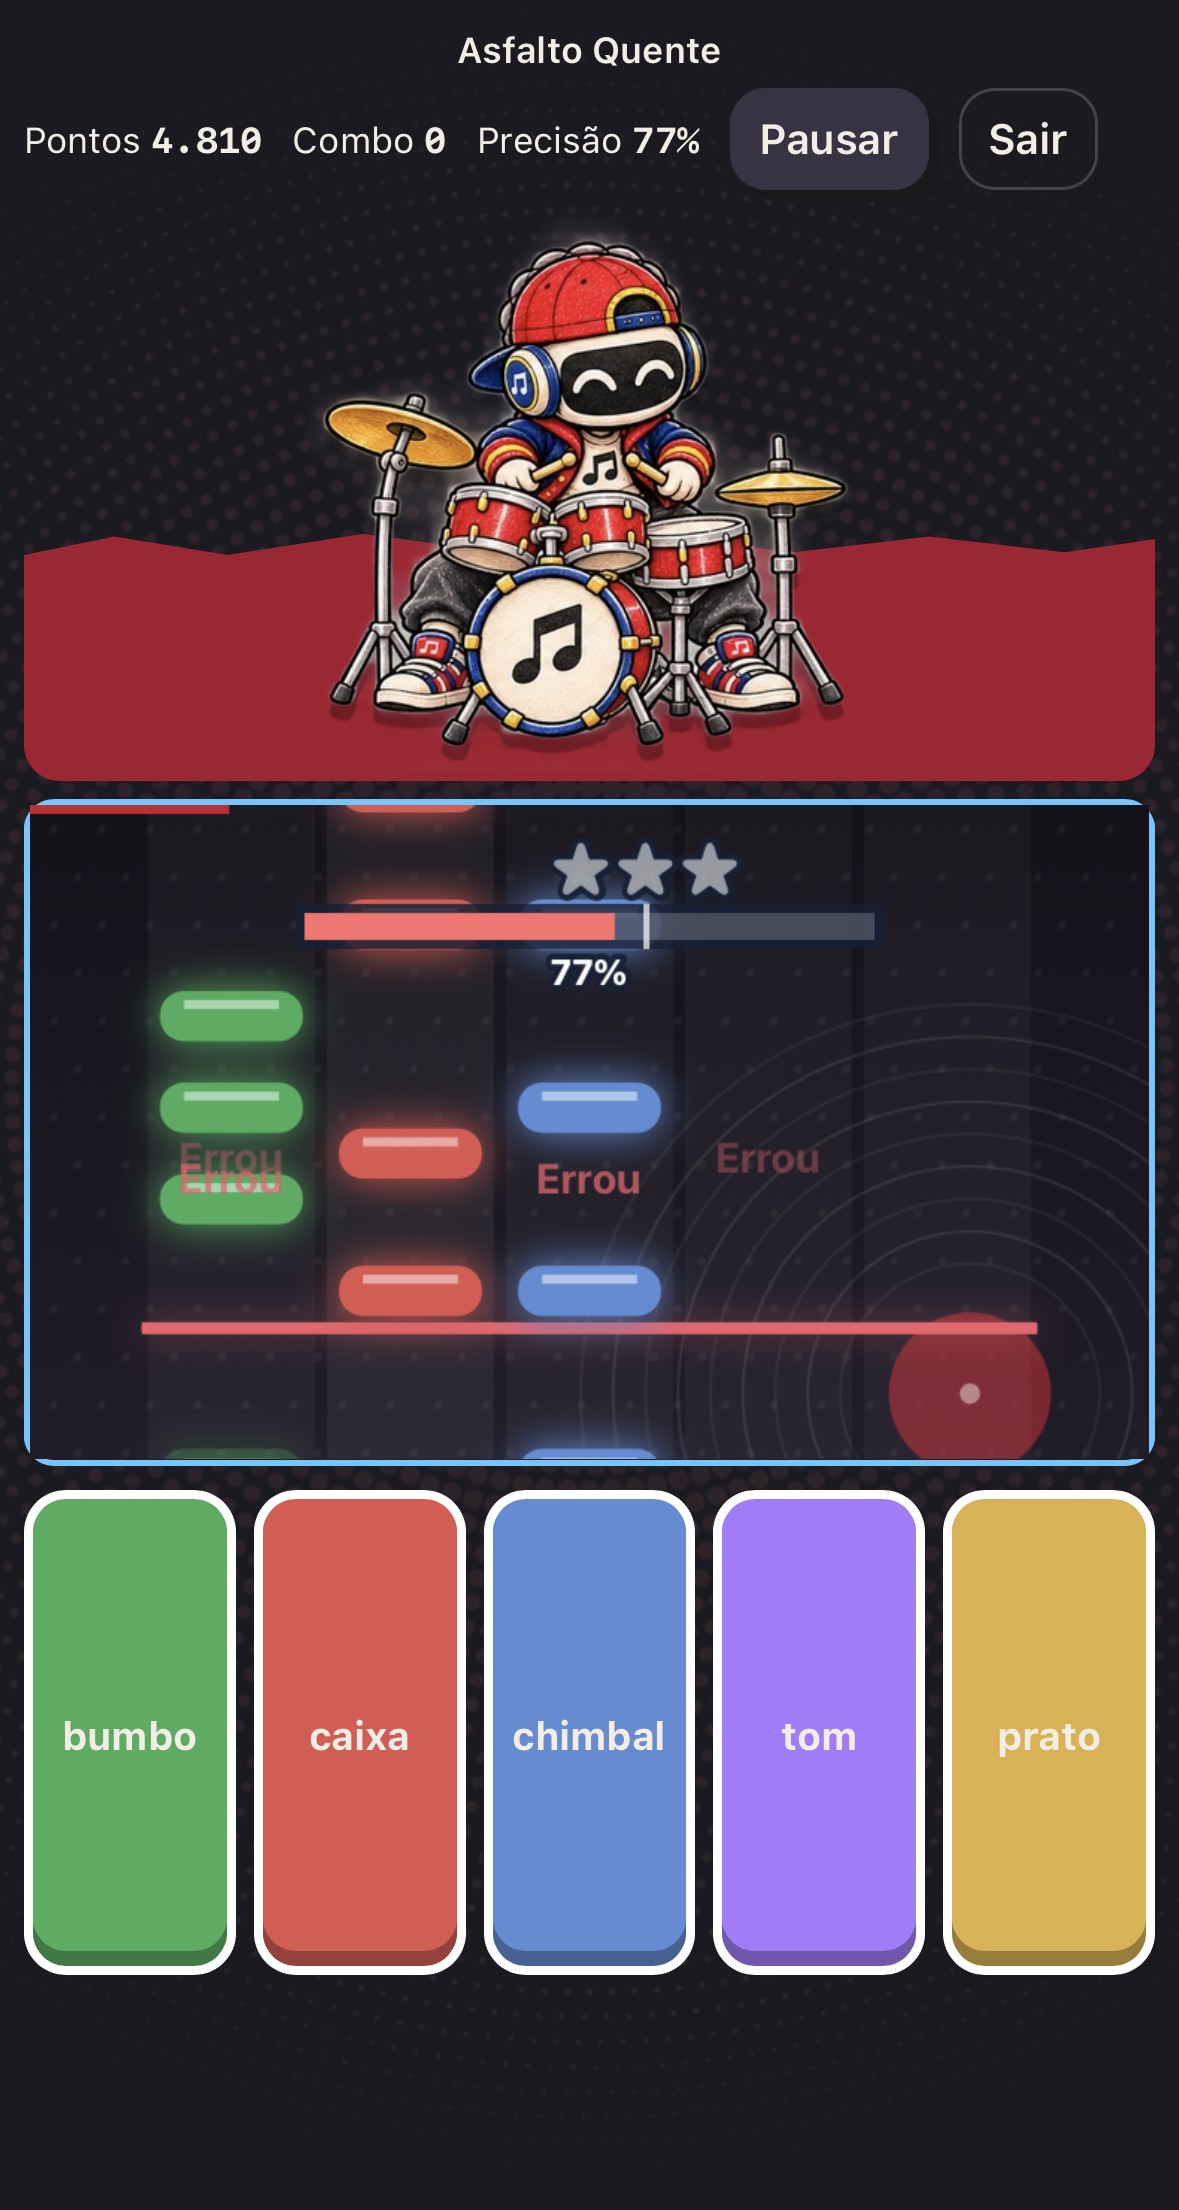 Asfalto Quente
Pontos 4.810 Combo 0 Precisão 77% Pausar Sair
77%
Errou Errou
Errou Errou
bumbo caixa chimbal tom prato